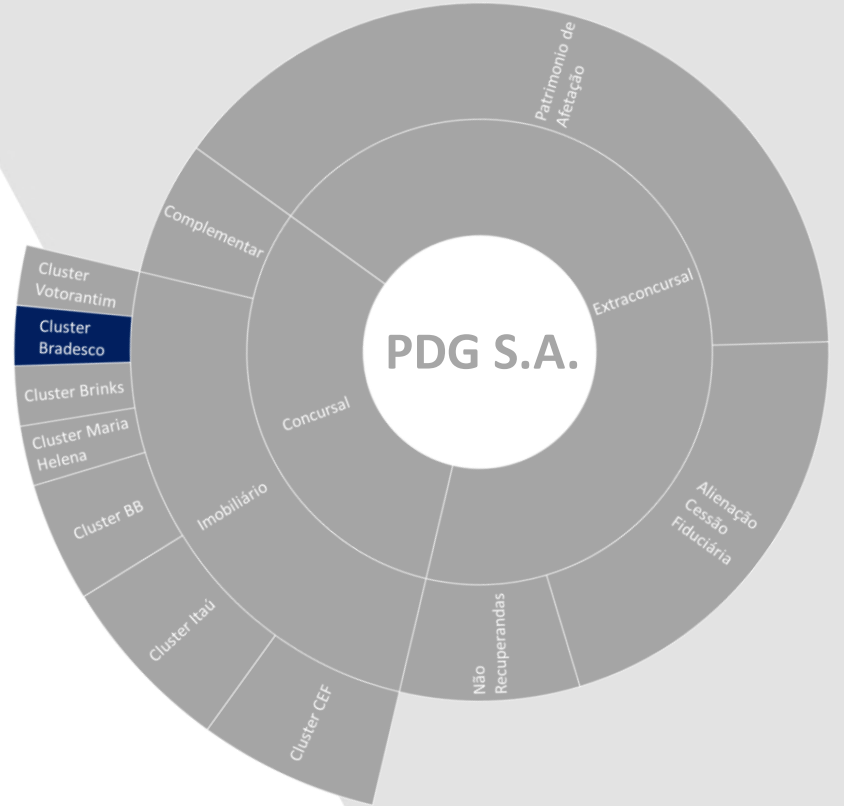 Patrimonio de
Afetação
Complementar
Cluster
Votorantim
Cluster
Bradesco
Extraconcursal
PDG S.A.
Cluster Brinks
Concursal
Cluster Maria
Helena
Imobiliário
Cluster BB
Alienação
Cessão
Fiduciária
Cluster Itaú
Não
Recuperandas
Cluster CEF